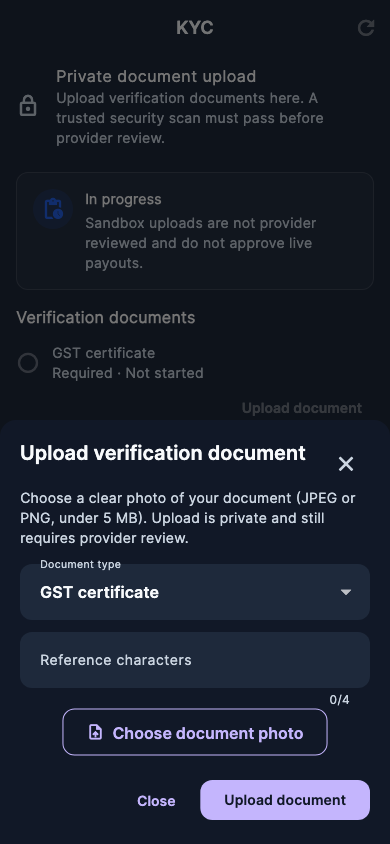 KYC
Private document upload
Upload verification documents here. A
trusted security scan must pass before
provider review.
In progress
Sandbox uploads are not provider
reviewed and do not approve live
payouts.
Verification documents
GST certificate
Required · Not started
Upload document
Upload verification document
Choose a clear photo of your document (JPEG or
PNG, under 5 MB). Upload is private and still
requires provider review.
Document type
GST certificate
Reference characters
0/4
Choose document photo
Close
Upload document